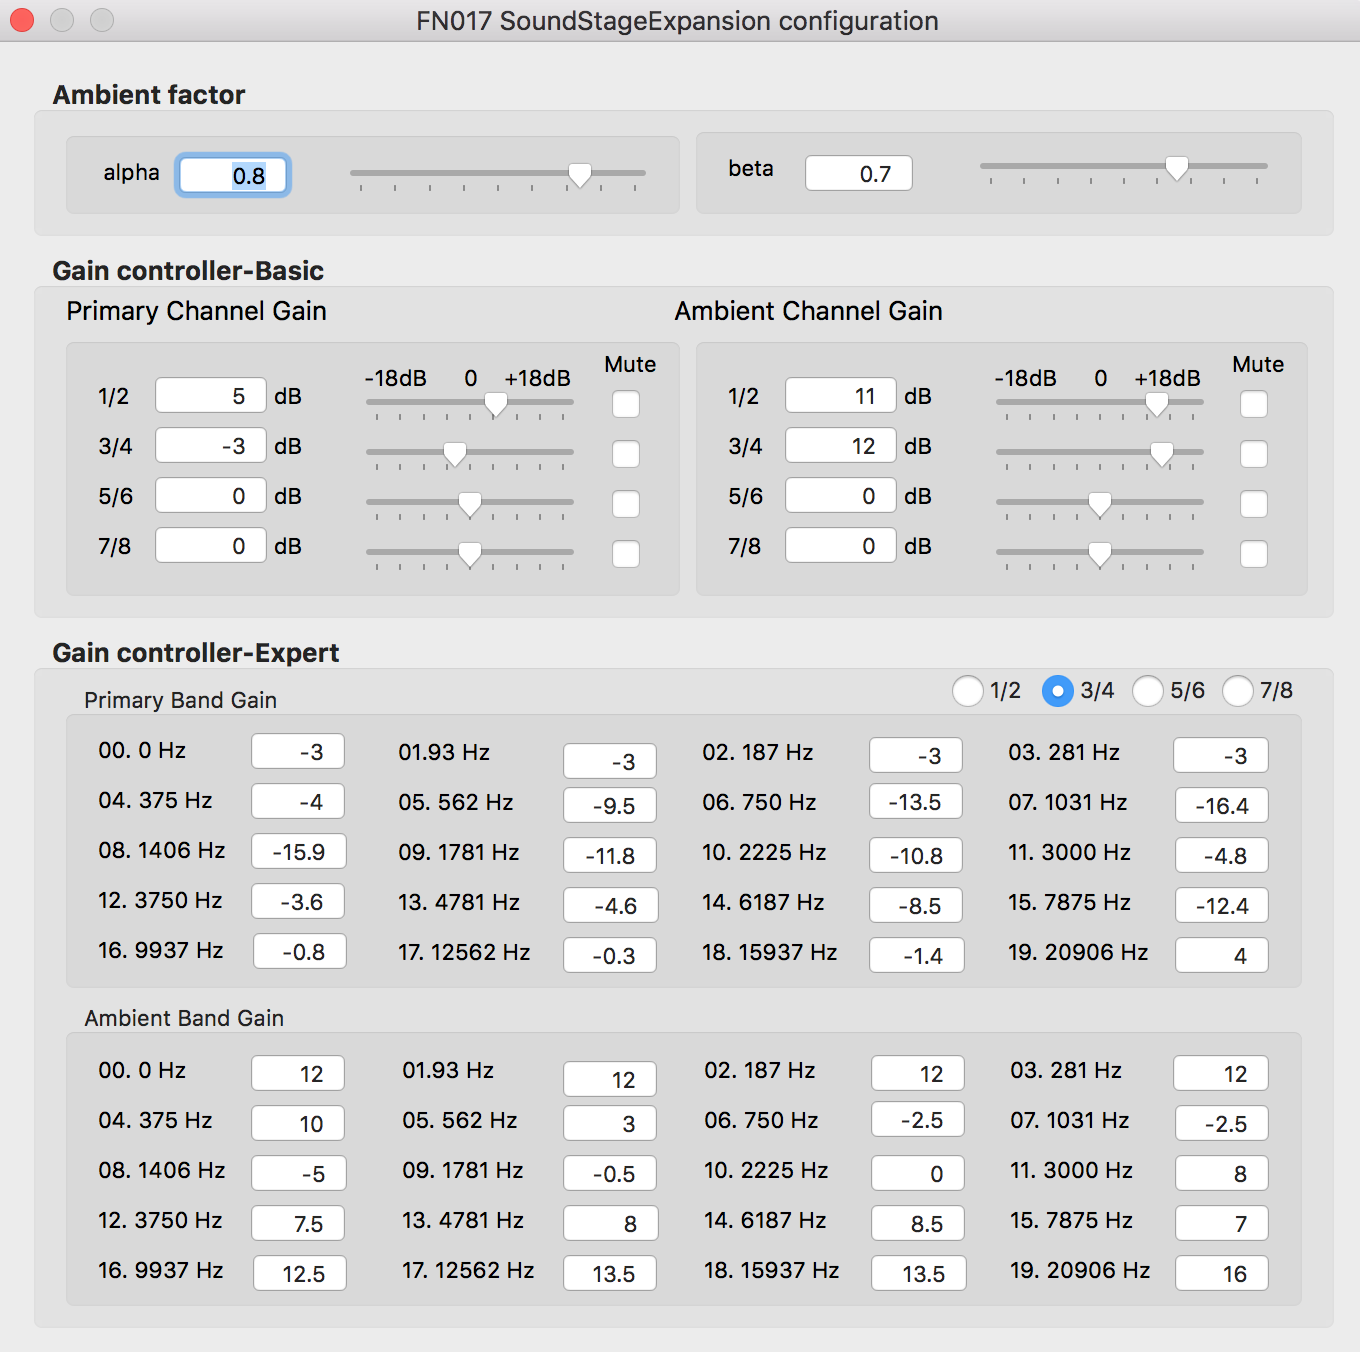 FN017 SoundStageExpansion configuration
Ambient factor
alpha 0.8 beta 0.7
Gain controller-Basic
Primary Channel Gain Ambient Channel Gain
-18dB 0 +18dB Mute -18dB 0 +18dB Mute
1/2 5 dB 1/2 11 dB
3/4 -3 dB 3/4 12 dB
5/6 0 dB 5/6 0 dB
7/8 0 dB 7/8 0 dB
Gain controller-Expert
Primary Band Gain 1/2 3/4 5/6 7/8
00. 0 Hz -3 01.93 Hz -3 02. 187 Hz -3 03. 281 Hz -3
04. 375 Hz -4 05. 562 Hz -9.5 06. 750 Hz -13.5 07. 1031 Hz -16.4
08. 1406 Hz -15.9 09. 1781 Hz -11.8 10. 2225 Hz -10.8 11. 3000 Hz -4.8
12. 3750 Hz -3.6 13. 4781 Hz -4.6 14. 6187 Hz -8.5 15. 7875 Hz -12.4
16. 9937 Hz -0.8 17. 12562 Hz -0.3 18. 15937 Hz -1.4 19. 20906 Hz 4
Ambient Band Gain
00. 0 Hz 12 01.93 Hz 12 02. 187 Hz 12 03. 281 Hz 12
04. 375 Hz 10 05. 562 Hz 3 06. 750 Hz -2.5 07. 1031 Hz -2.5
08. 1406 Hz -5 09. 1781 Hz -0.5 10. 2225 Hz 0 11. 3000 Hz 8
12. 3750 Hz 7.5 13. 4781 Hz 8 14. 6187 Hz 8.5 15. 7875 Hz 7
16. 9937 Hz 12.5 17. 12562 Hz 13.5 18. 15937 Hz 13.5 19. 20906 Hz 16